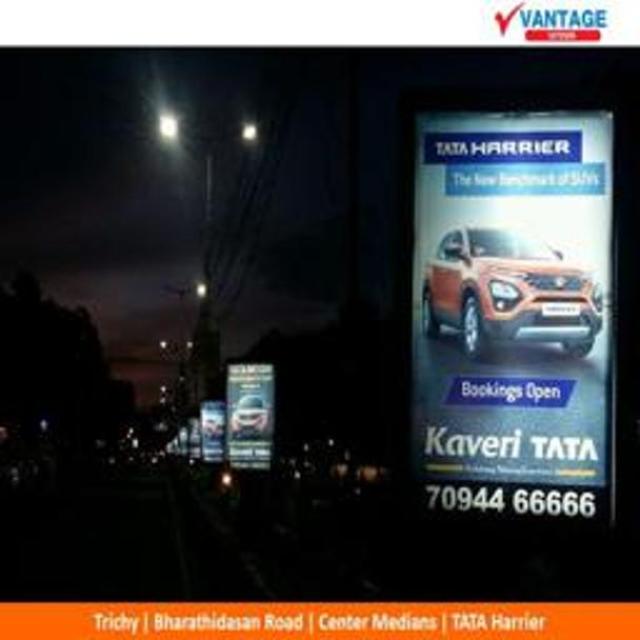 VANTAGE
TATA HARRIER
The New Benchmark of SUVs
Bookings Open
Kaveri TATA
70944 66666
Trichy | Bharathidasan Road | Center Medians | TATA Harrier